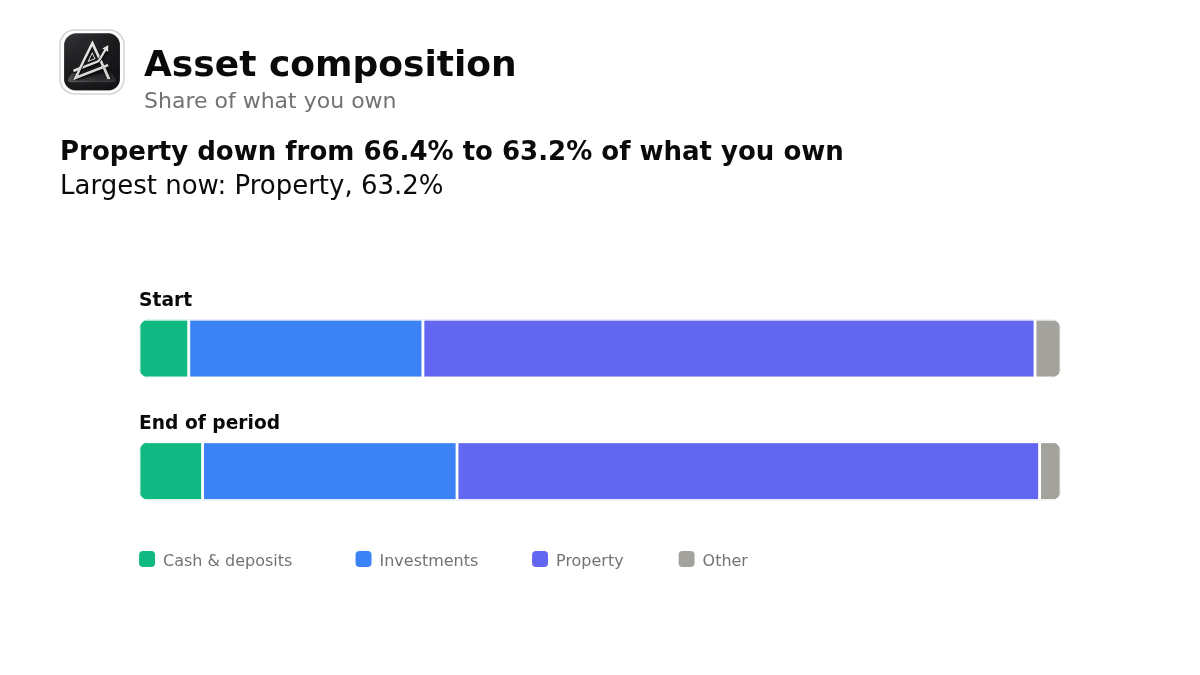 Asset composition
Share of what you own
Property down from 66.4% to 63.2% of what you own
Largest now: Property, 63.2%
Start
End of period
Cash & deposits
Investments
Property
Other